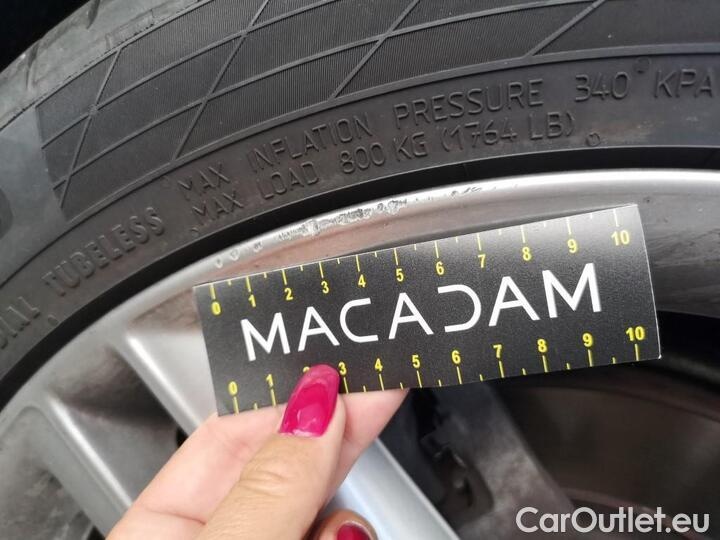 MAX INFLATION PRESSURE 340 KPA
MAX LOAD 800 KG (1764 LB)
TUBELESS
0 1 2 3 4 5 6 7 8 9 10
MACADAM
0 1 2 3 4 5 6 7 8 9 10
CarOutlet.eu